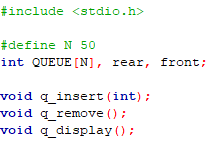 #include <stdio.h>
#define N 50
int QUEUE[N], rear, front;
void q_insert(int);
void q_remove();
void q_display();